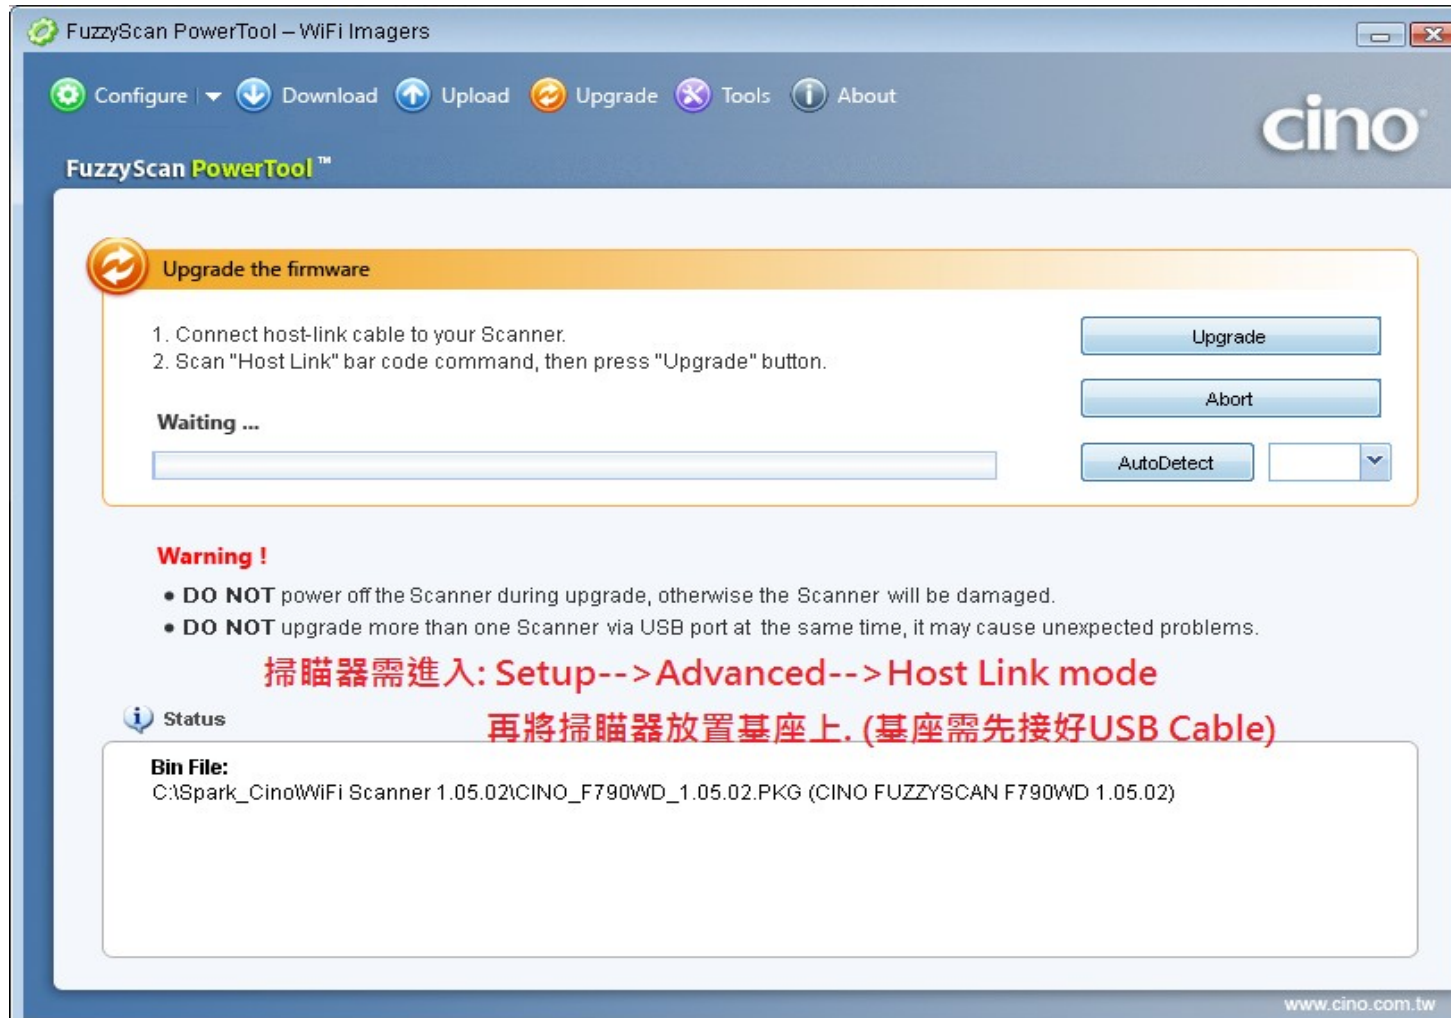 FuzzyScan PowerTool – WiFi Imagers
Configure Download Upload Upgrade Tools About
cino
FuzzyScan PowerTool™
Upgrade the firmware
1. Connect host-link cable to your Scanner.
2. Scan "Host Link" bar code command, then press "Upgrade" button.
Upgrade
Abort
Waiting ...
AutoDetect
Warning !
• DO NOT power off the Scanner during upgrade, otherwise the Scanner will be damaged.
• DO NOT upgrade more than one Scanner via USB port at the same time, it may cause unexpected problems.
掃瞄器需進入: Setup-->Advanced-->Host Link mode
再將掃瞄器放置基座上. (基座需先接好USB Cable)
Status
Bin File:
C:\Spark_Cino\WiFi Scanner 1.05.02\CINO_F790WD_1.05.02.PKG (CINO FUZZYSCAN F790WD 1.05.02)
www.cino.com.tw